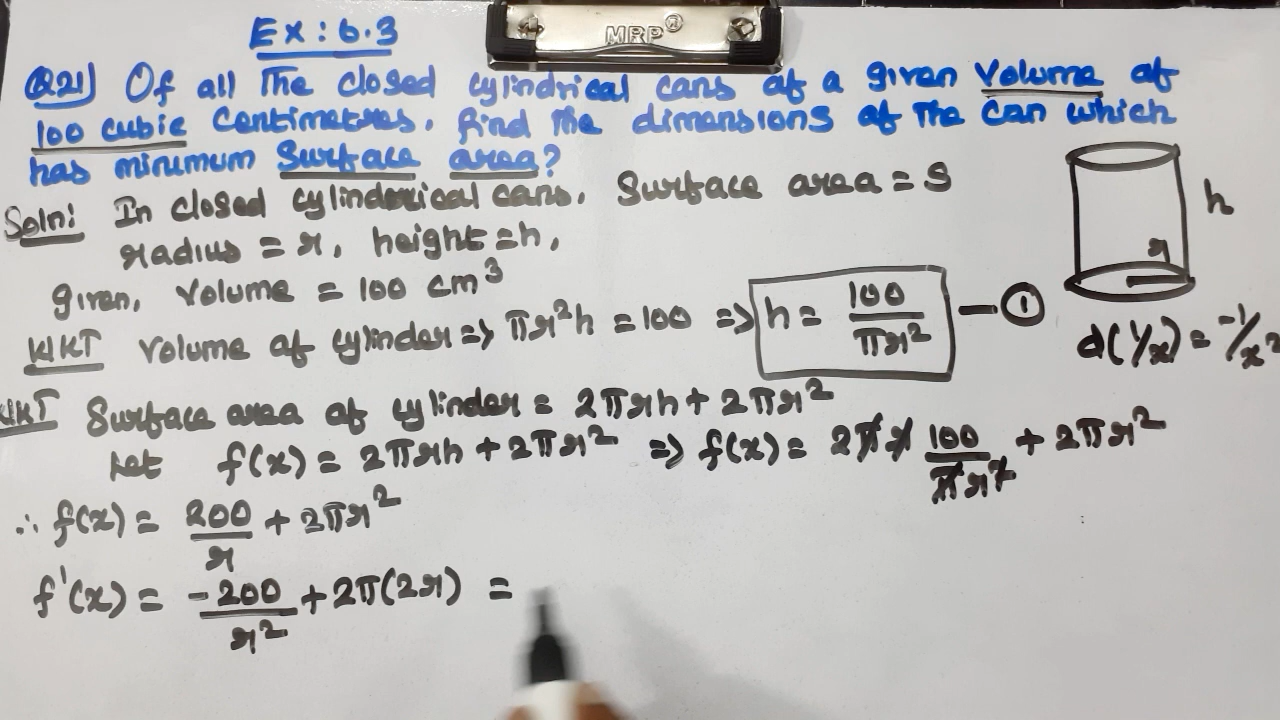 MRP®
Ex: 6.3
Q21) Of all The closed cylindrical cans of a given Volume of
100 cubic Centimetres, find the dimensions of the Can which
has minimum Surface area?
Soln: In closed cylinderical cans, Surface area = S
radius = r, height = h,
given, Volume = 100 cm³
h
r
WKT Volume of cylinder => πr²h = 100 => h = 100/πr² — ①
d(1/x) = -1/x²
WKT Surface area of cylinder = 2πrh + 2πr²
Let f(x) = 2πrh + 2πr² => f(x) = 2πr 100/πr² + 2πr²
∴ f(x) = 200/r + 2πr²
f'(x) = -200/r² + 2π(2r) =